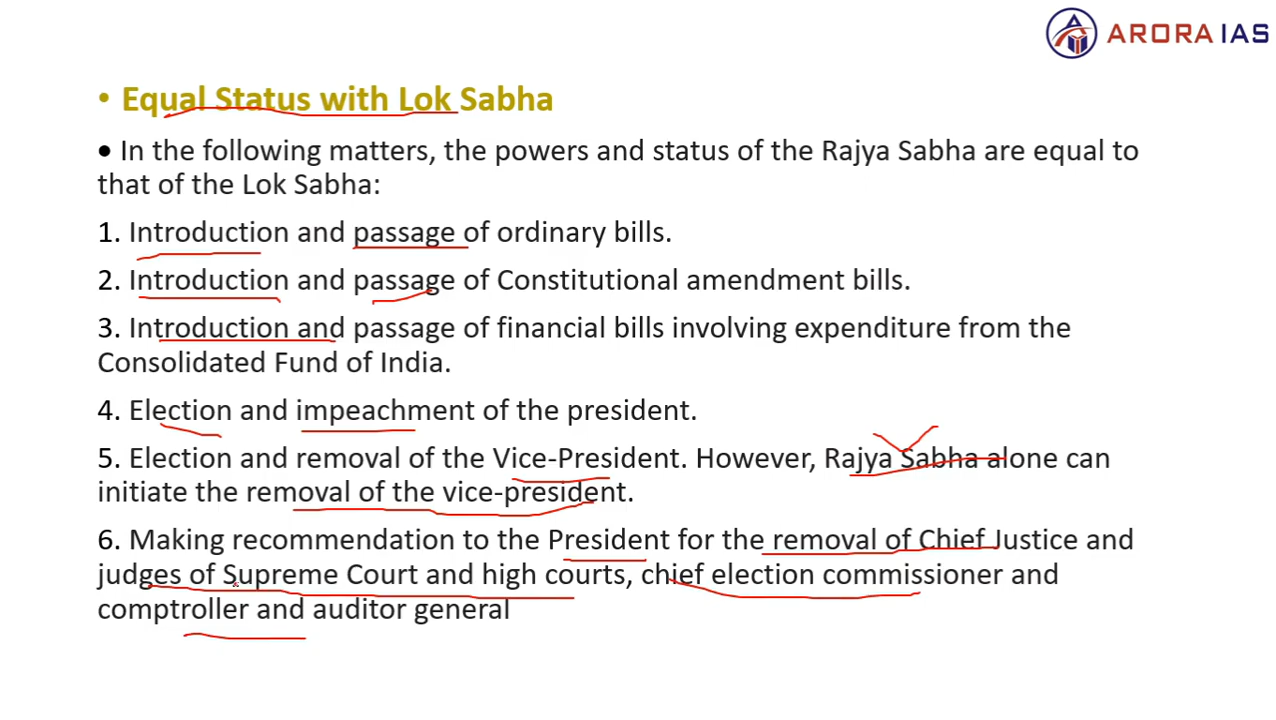 ARORA IAS
• Equal Status with Lok Sabha
• In the following matters, the powers and status of the Rajya Sabha are equal to
that of the Lok Sabha:
1. Introduction and passage of ordinary bills.
2. Introduction and passage of Constitutional amendment bills.
3. Introduction and passage of financial bills involving expenditure from the
Consolidated Fund of India.
4. Election and impeachment of the president.
5. Election and removal of the Vice-President. However, Rajya Sabha alone can
initiate the removal of the vice-president.
6. Making recommendation to the President for the removal of Chief Justice and
judges of Supreme Court and high courts, chief election commissioner and
comptroller and auditor general